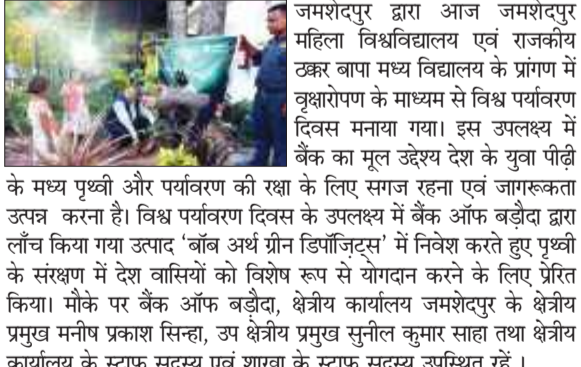 जमशेदपुर द्वारा आज जमशेदपुर
महिला विश्वविद्यालय एवं राजकीय
ठक्कर बापा मध्य विद्यालय के प्रांगण में
वृक्षारोपण के माध्यम से विश्व पर्यावरण
दिवस मनाया गया। इस उपलक्ष्य में
बैंक का मूल उद्देश्य देश के युवा पीढ़ी
के मध्य पृथ्वी और पर्यावरण की रक्षा के लिए सगज रहना एवं जागरूकता
उत्पन्न करना है। विश्व पर्यावरण दिवस के उपलक्ष्य में बैंक ऑफ बड़ौदा द्वारा
लाँच किया गया उत्पाद ‘बॉब अर्थ ग्रीन डिपॉज़िट्स’ में निवेश करते हुए पृथ्वी
के संरक्षण में देश वासियों को विशेष रूप से योगदान करने के लिए प्रेरित
किया। मौके पर बैंक ऑफ बड़ौदा, क्षेत्रीय कार्यालय जमशेदपुर के क्षेत्रीय
प्रमुख मनीष प्रकाश सिन्हा, उप क्षेत्रीय प्रमुख सुनील कुमार साहा तथा क्षेत्रीय
कार्यालय के स्टाफ सदस्य एवं शाखा के स्टाफ सदस्य उपस्थित रहें ।